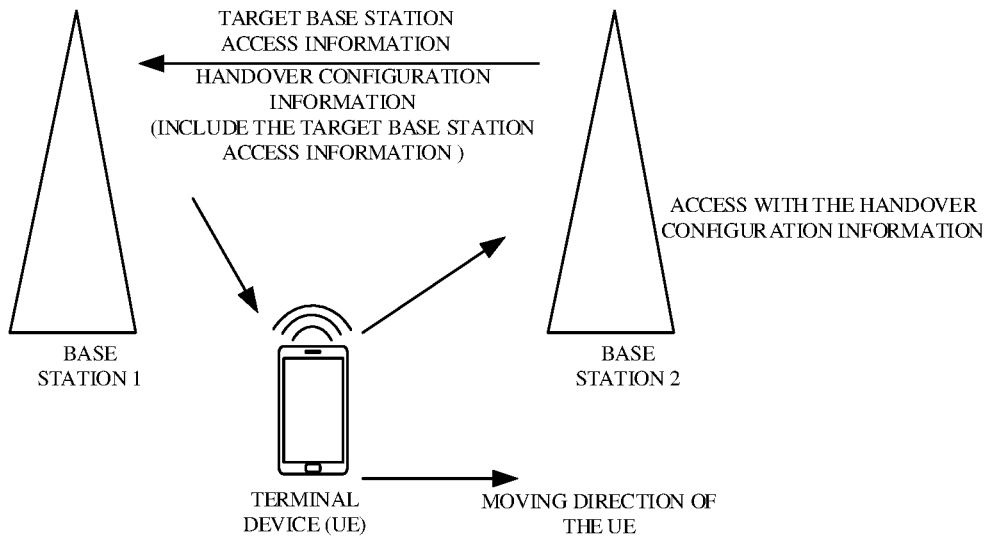 TARGET BASE STATION
ACCESS INFORMATION
HANDOVER CONFIGURATION
INFORMATION
(INCLUDE THE TARGET BASE STATION
ACCESS INFORMATION )
ACCESS WITH THE HANDOVER
CONFIGURATION INFORMATION
BASE
STATION 1
BASE
STATION 2
TERMINAL
DEVICE (UE)
MOVING DIRECTION OF
THE UE